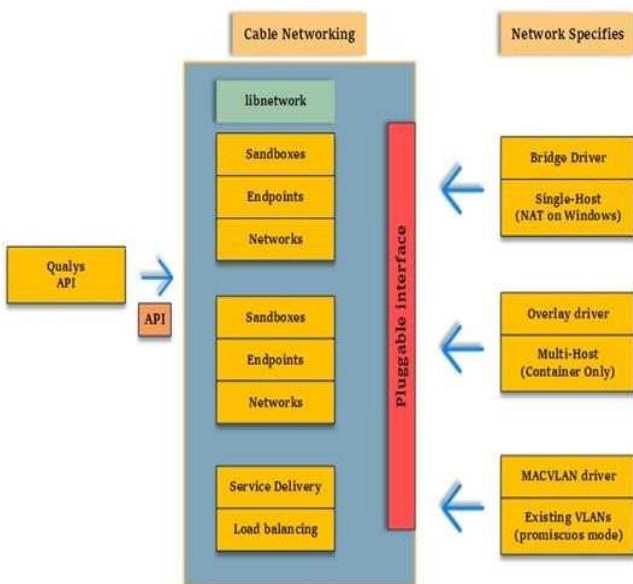 Cable Networking
Network Specifies
libnetwork
Sandboxes
Endpoints
Networks
Sandboxes
Endpoints
Networks
Service Delivery
Load balancing
Qualys
API
API
Pluggable interface
Bridge Driver
Single-Host
(NAT on Windows)
Overlay driver
Multi-Host
(Container Only)
MACVLAN driver
Existing VLANs
(promiscuos mode)